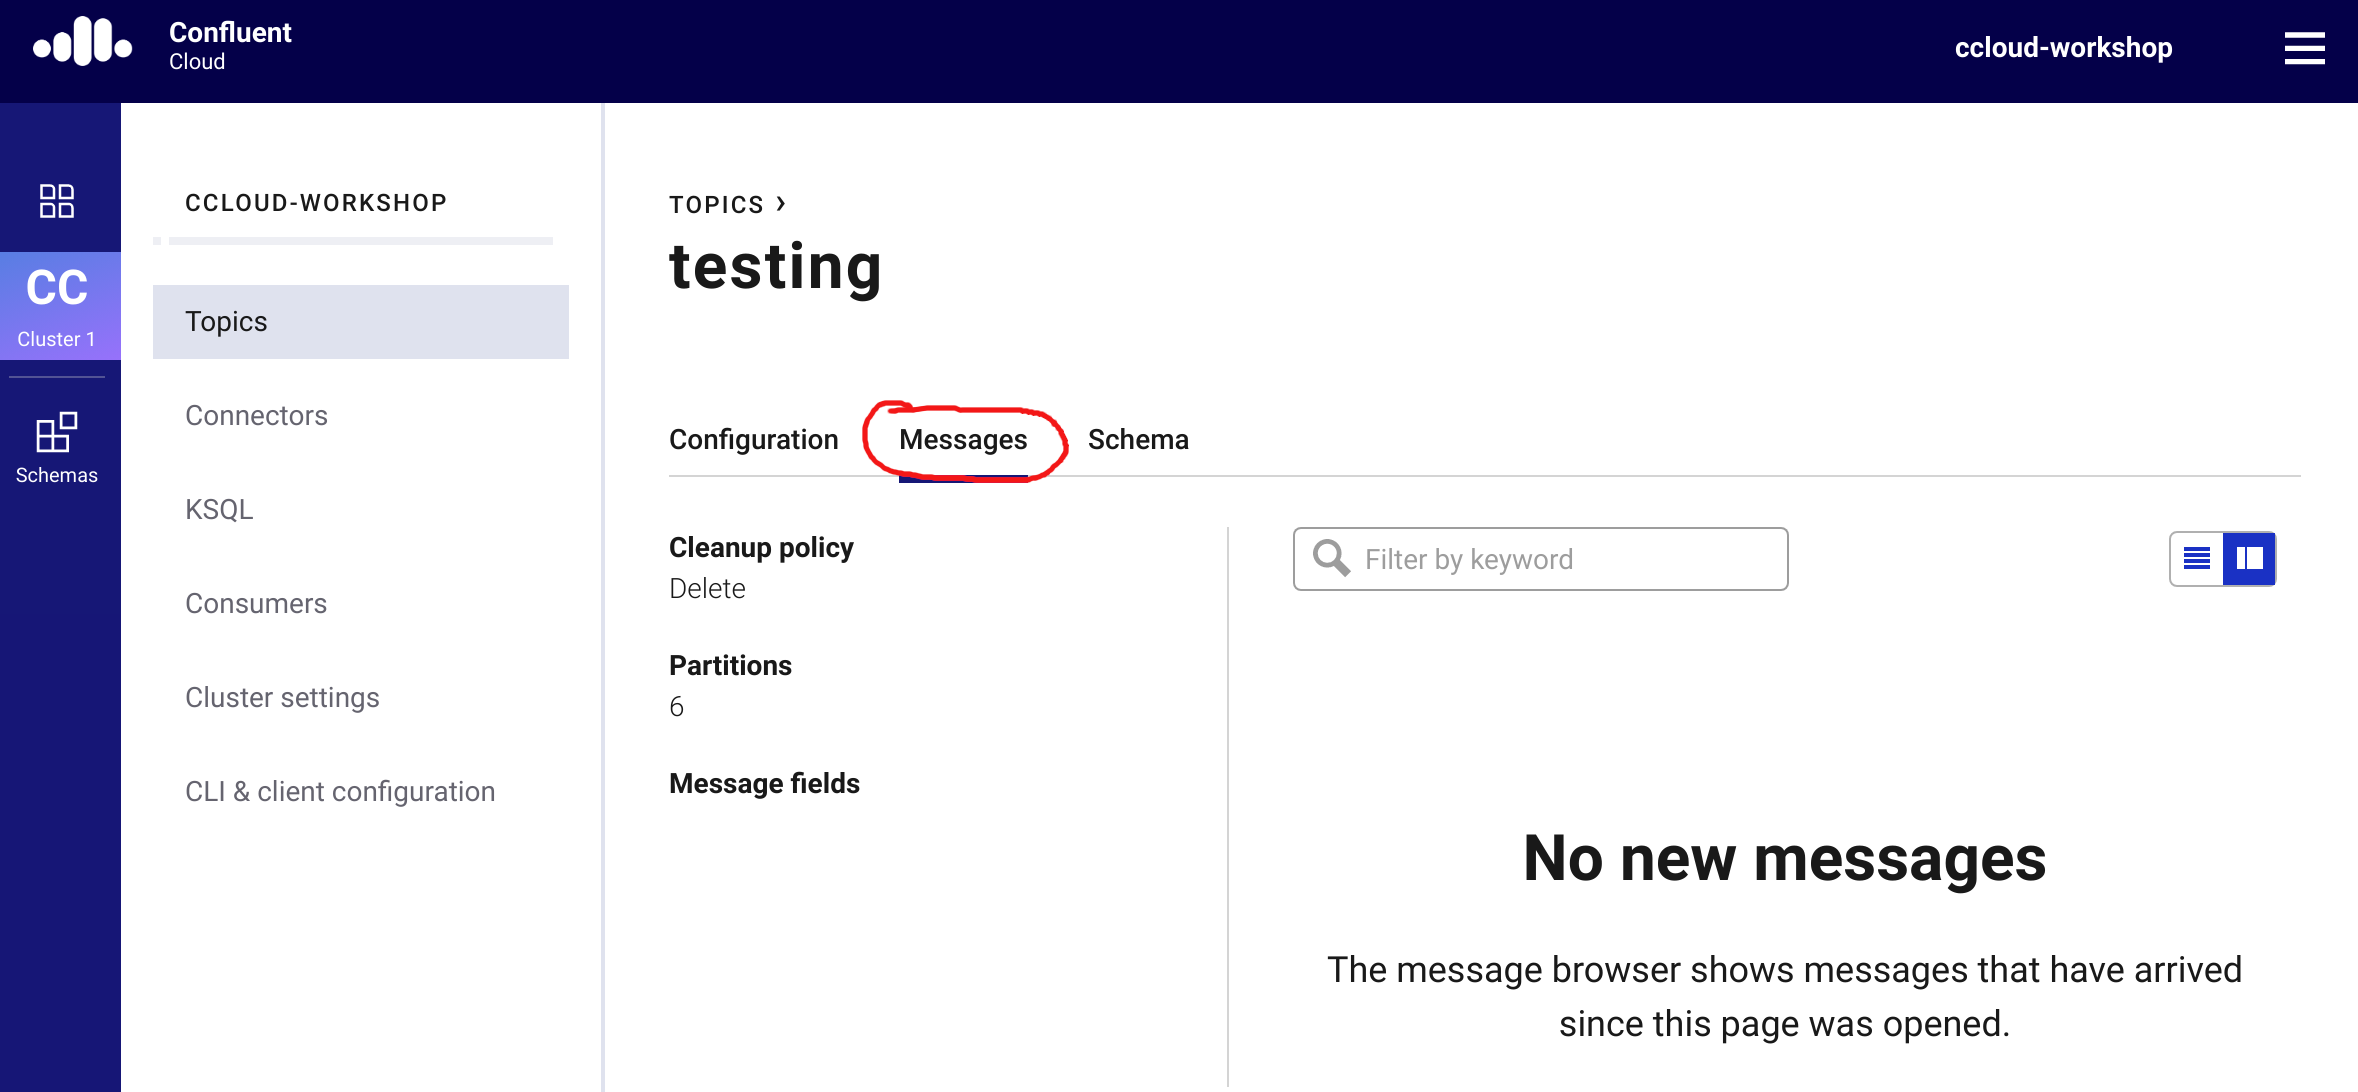 Confluent
Cloud
ccloud-workshop
CC
Cluster 1
Schemas
CCLOUD-WORKSHOP
Topics
Connectors
KSQL
Consumers
Cluster settings
CLI & client configuration
TOPICS ›
testing
Configuration Messages Schema
Cleanup policy
Delete
Partitions
6
Message fields
Filter by keyword
No new messages
The message browser shows messages that have arrived
since this page was opened.